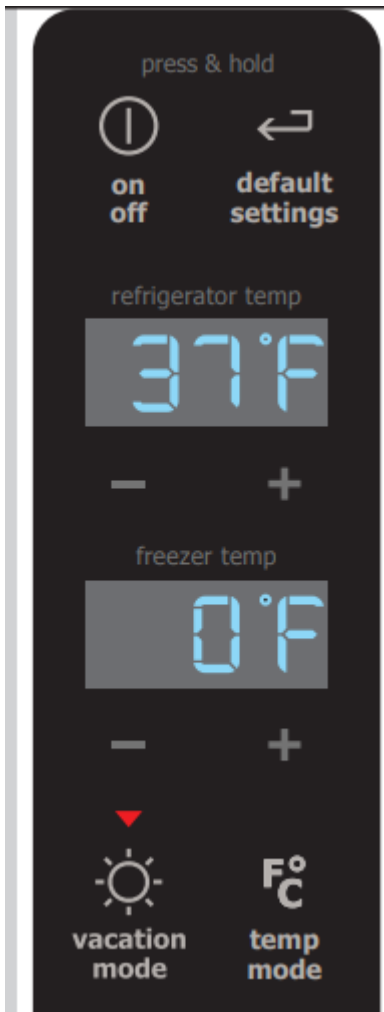 press & hold
on
off
default
settings
refrigerator temp
37°F
− +
freezer temp
0°F
− +
vacation
mode
F°C
temp
mode